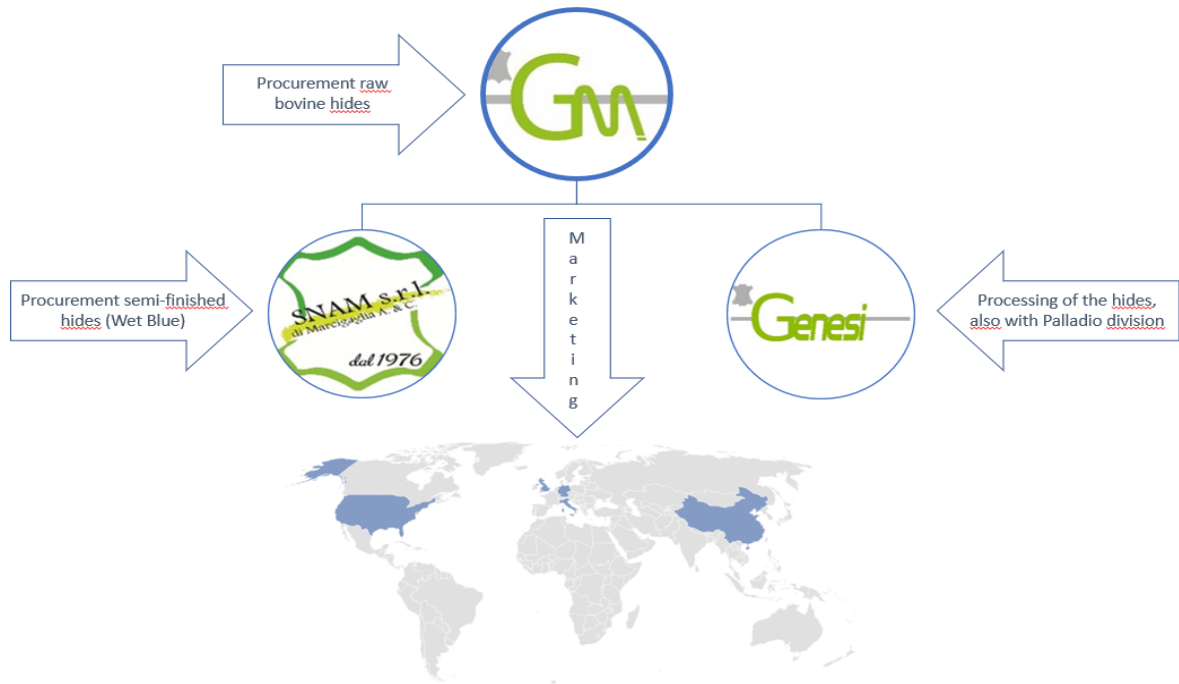 Procurement raw
bovine hides
Gm
SNAM s.r.l.
di Marcigaglia A. & C.
dal 1976
Procurement semi-finished
hides (Wet Blue)
Marketing
Genesi
Processing of the hides,
also with Palladio division